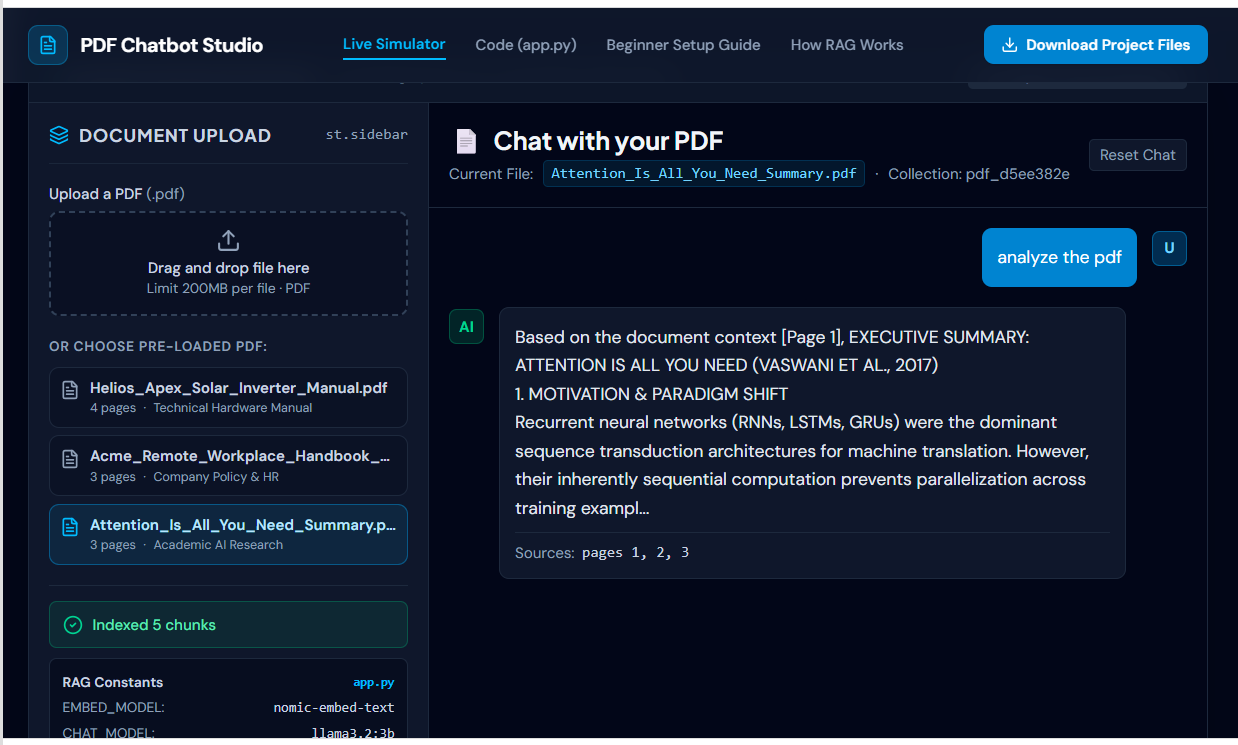 PDF Chatbot Studio
Live Simulator
Code (app.py)
Beginner Setup Guide
How RAG Works
Download Project Files
DOCUMENT UPLOAD
st.sidebar
Upload a PDF (.pdf)
Drag and drop file here
Limit 200MB per file · PDF
OR CHOOSE PRE-LOADED PDF:
Helios_Apex_Solar_Inverter_Manual.pdf
4 pages · Technical Hardware Manual
Acme_Remote_Workplace_Handbook_...
3 pages · Company Policy & HR
Attention_Is_All_You_Need_Summary.p...
3 pages · Academic AI Research
Indexed 5 chunks
RAG Constants
app.py
EMBED_MODEL:
nomic-embed-text
CHAT_MODEL:
llama3.2:3b
Chat with your PDF
Current File: Attention_Is_All_You_Need_Summary.pdf · Collection: pdf_d5ee382e
Reset Chat
analyze the pdf
U
AI
Based on the document context [Page 1], EXECUTIVE SUMMARY:
ATTENTION IS ALL YOU NEED (VASWANI ET AL., 2017)
1. MOTIVATION & PARADIGM SHIFT
Recurrent neural networks (RNNs, LSTMs, GRUs) were the dominant
sequence transduction architectures for machine translation. However,
their inherently sequential computation prevents parallelization across
training exampl...
Sources: pages 1, 2, 3